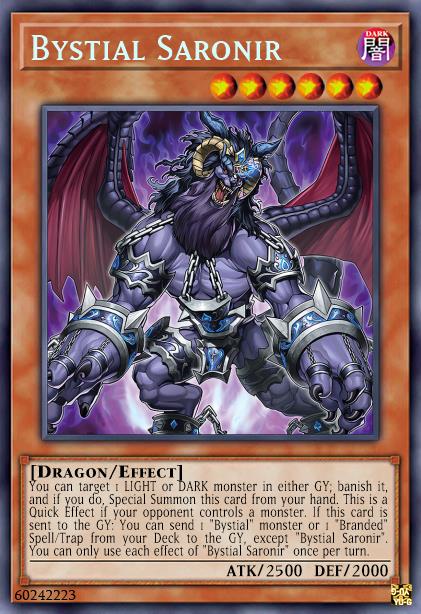 BYSTIAL SARONIR
DARK
闇
[DRAGON/EFFECT]
You can target 1 LIGHT or DARK monster in either GY; banish it,
and if you do, Special Summon this card from your hand. This is a
Quick Effect if your opponent controls a monster. If this card is
sent to the GY: You can send 1 "Bystial" monster or 1 "Branded"
Spell/Trap from your Deck to the GY, except "Bystial Saronir".
You can only use each effect of "Bystial Saronir" once per turn.
ATK/2500 DEF/2000
60242223